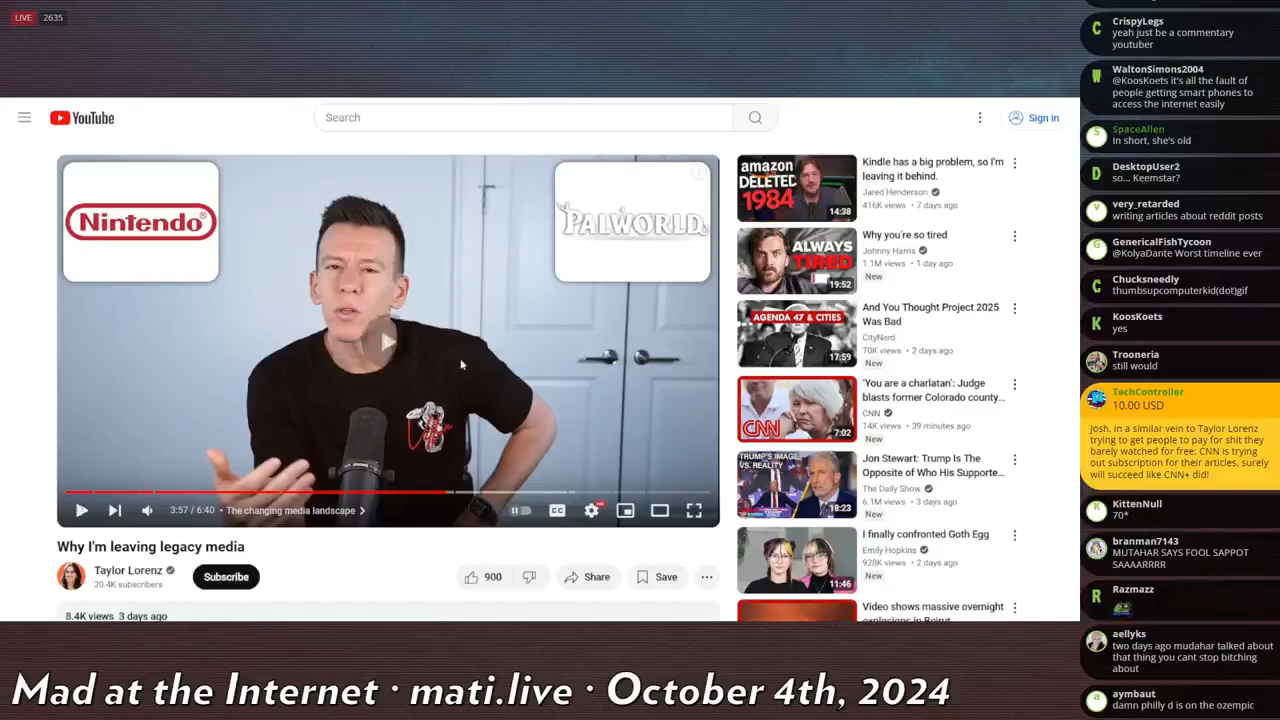 LIVE 2635
YouTube
Search
Sign in
Nintendo
PALWORLD
3:57 / 6:40 • The changing media landscape
CC
HD
Why I'm leaving legacy media
Taylor Lorenz
20.4K subscribers
Subscribe
900
Share
Save
8.4K views 3 days ago
amazon
DELETED
1984
14:38
Kindle has a big problem, so I'm
leaving it behind.
Jared Henderson
416K views • 7 days ago
ALWAYS
TIRED
19:52
Why you're so tired
Johnny Harris
1.1M views • 1 day ago
New
AGENDA 47 & CITIES
17:59
And You Thought Project 2025
Was Bad
CityNerd
70K views • 2 days ago
New
CNN
7:02
'You are a charlatan': Judge
blasts former Colorado county...
CNN
14K views • 39 minutes ago
New
TRUMP'S IMAGE
VS. REALITY
18:23
Jon Stewart: Trump Is The
Opposite of Who His Supporte...
The Daily Show
6.1M views • 3 days ago
New
11:46
I finally confronted Goth Egg
Emily Hopkins
928K views • 2 days ago
New
Video shows massive overnight
explosions in Beirut
CrispyLegs
yeah just be a commentary
youtuber
WaltonSimons2004
@KoosKoets it's all the fault of
people getting smart phones to
access the internet easily
SpaceAllen
In short, she's old
DesktopUser2
so... Keemstar?
very_retarded
writing articles about reddit posts
GenericalFishTycoon
@KolyaDante Worst timeline ever
Chucksneedly
thumbsupcomputerkid(dot)gif
KoosKoets
yes
Trooneria
still would
TechController
10.00 USD
Josh, in a similar vein to Taylor Lorenz
trying to get people to pay for shit they
barely watched for free: CNN is trying
out subscription for their articles. surely
will succeed like CNN+ did!
KittenNull
70*
branman7143
MUTAHAR SAYS FOOL SAPPOT
SAAAARRRR
Razmazz
aellyks
two days ago mudahar talked about
that thing you cant stop bitching
about
aymbaut
damn philly d is on the ozempic
Mad at the Internet · mati.live · October 4th, 2024